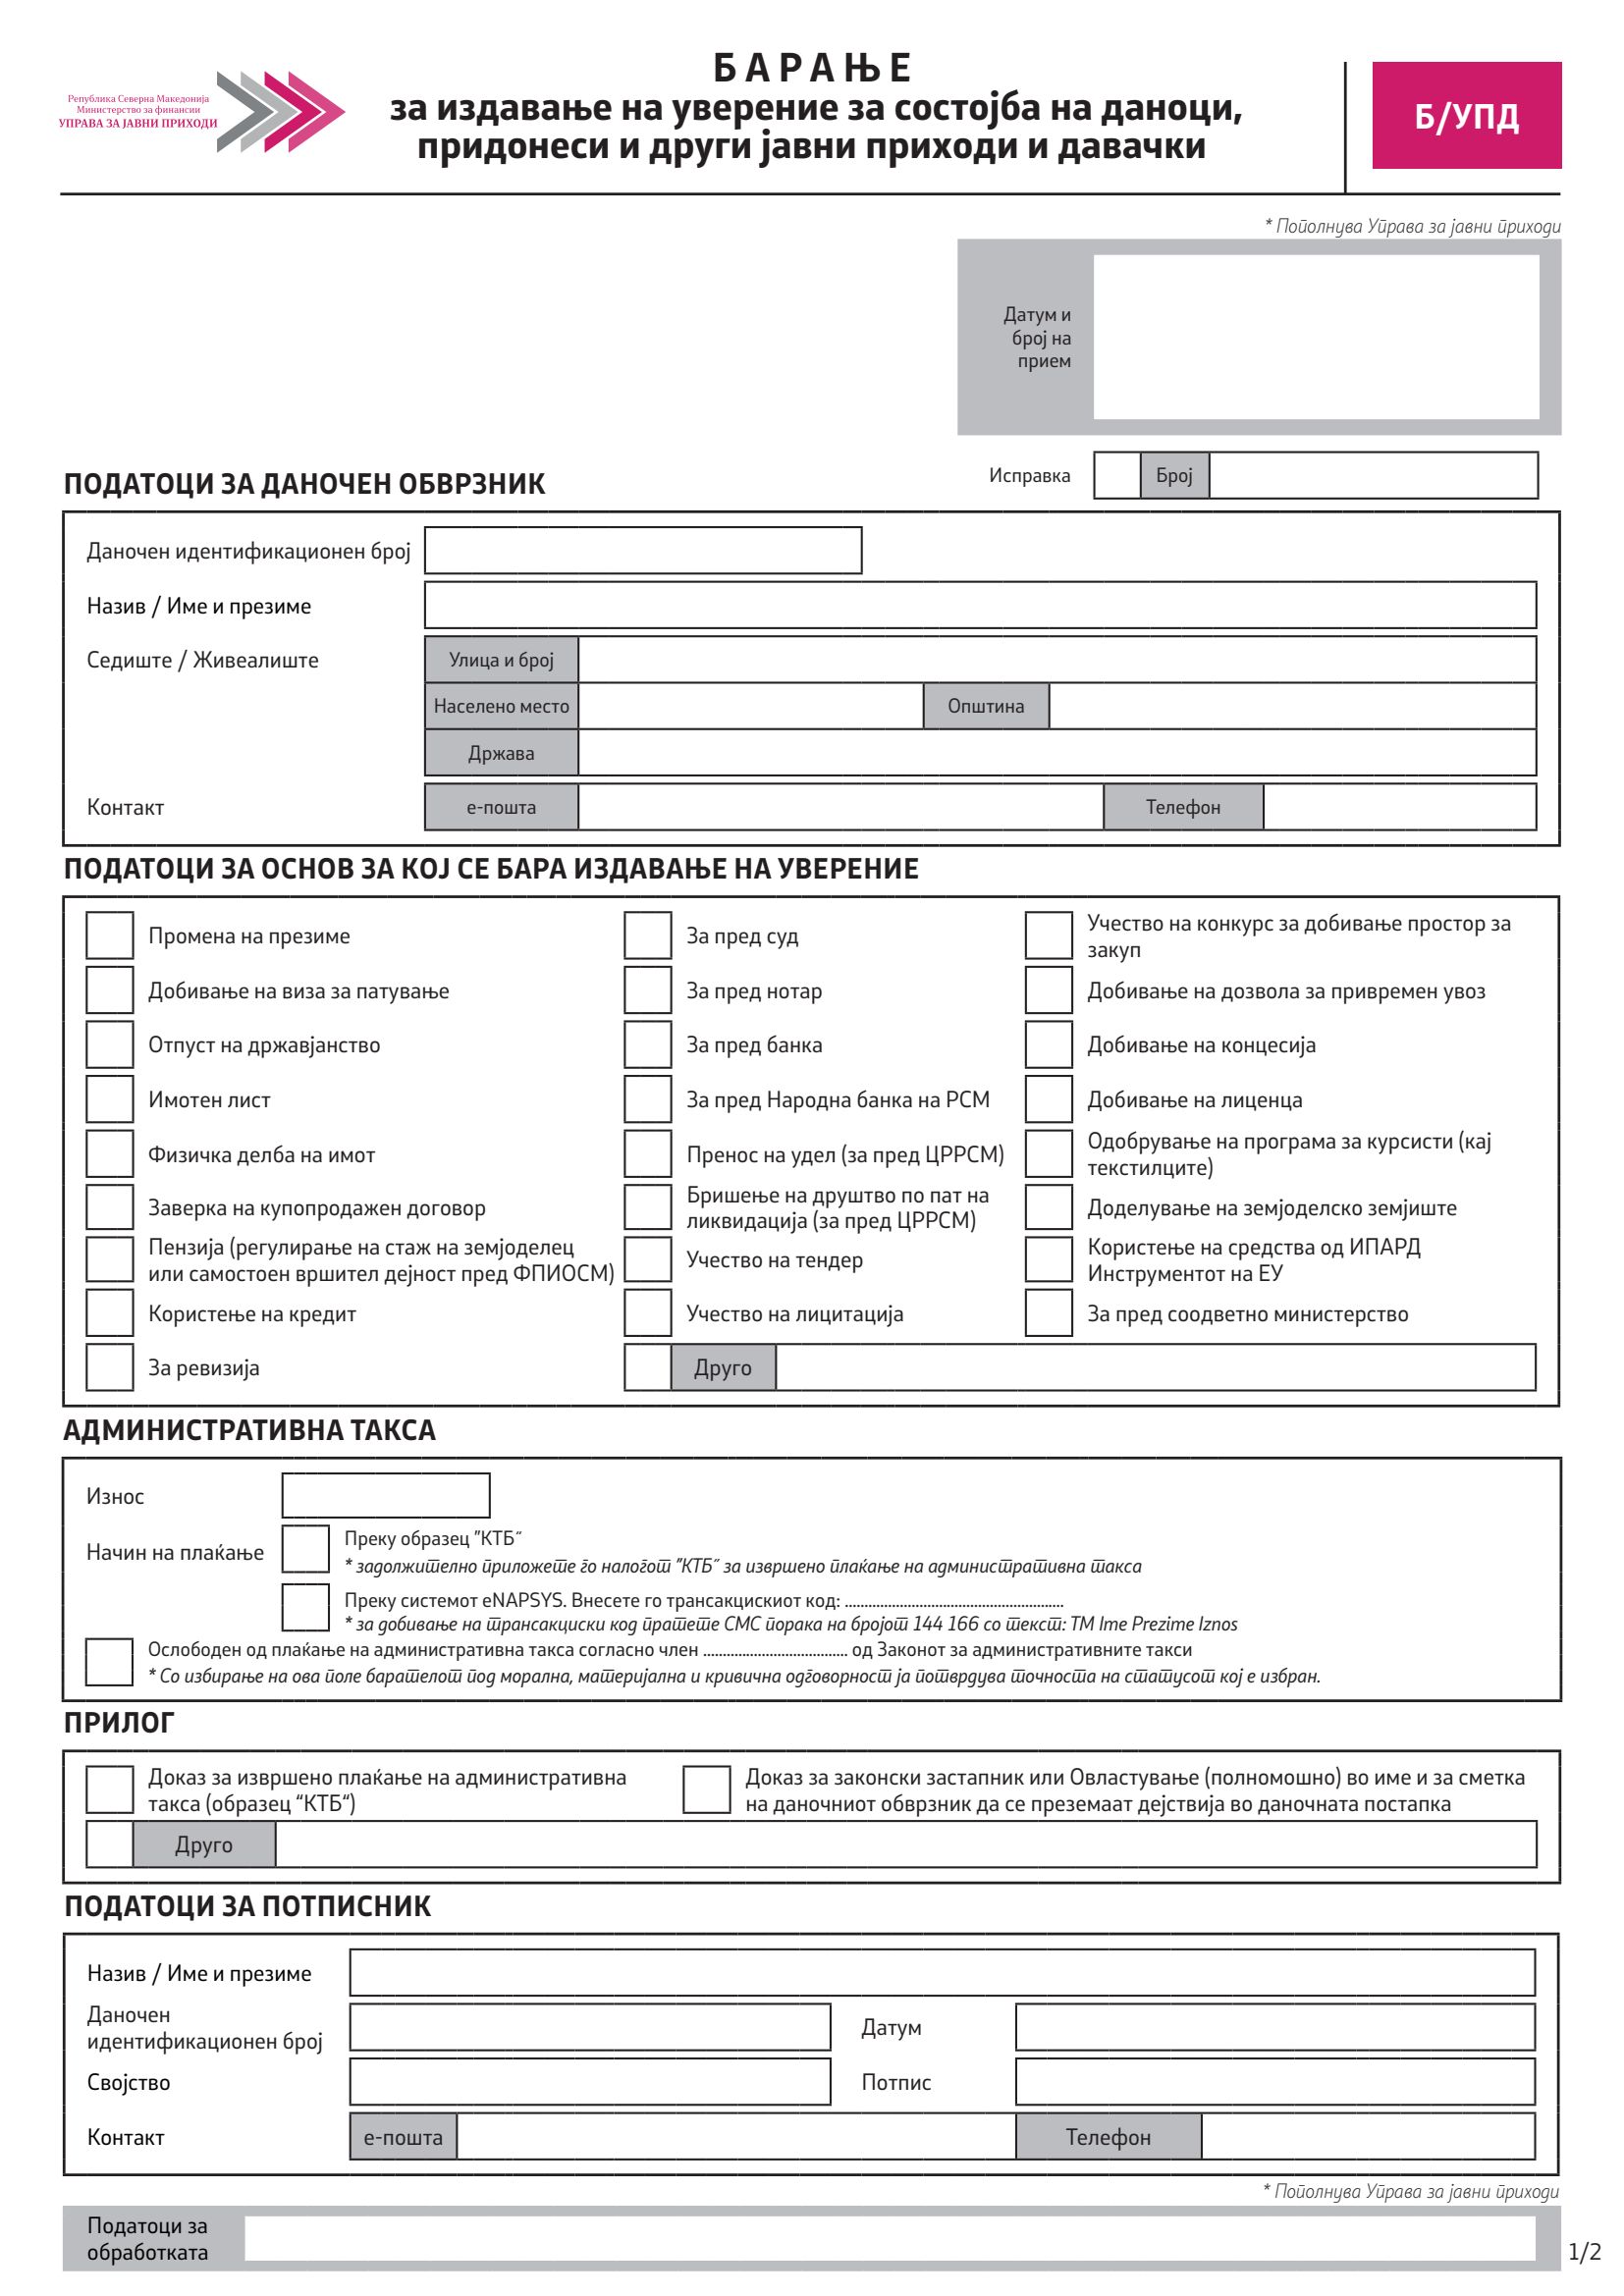 Република Северна Македонија
Министерство за финансии
УПРАВА ЗА ЈАВНИ ПРИХОДИ
БАРАЊЕ
за издавање на уверение за состојба на даноци,
придонеси и други јавни приходи и давачки
Б/УПД
* Пополнува Управа за јавни приходи
Датум и
број на
прием
Исправка
Број
ПОДАТОЦИ ЗА ДАНОЧЕН ОБВРЗНИК
Даночен идентификационен број
Назив / Име и презиме
Седиште / Живеалиште
Улица и број
Населено место
Општина
Држава
Контакт
е-пошта
Телефон
ПОДАТОЦИ ЗА ОСНОВ ЗА КОЈ СЕ БАРА ИЗДАВАЊЕ НА УВЕРЕНИЕ
Промена на презиме
За пред суд
Учество на конкурс за добивање простор за
закуп
Добивање на виза за патување
За пред нотар
Добивање на дозвола за привремен увоз
Отпуст на државјанство
За пред банка
Добивање на концесија
Имотен лист
За пред Народна банка на РСМ
Добивање на лиценца
Физичка делба на имот
Пренос на удел (за пред ЦРРСМ)
Одобрување на програма за курсисти (кај
текстилците)
Заверка на купопродажен договор
Бришење на друштво по пат на
ликвидација (за пред ЦРРСМ)
Доделување на земјоделско земјиште
Пензија (регулирање на стаж на земјоделец
или самостоен вршител дејност пред ФПИОСМ)
Учество на тендер
Користење на средства од ИПАРД
Инструментот на ЕУ
Користење на кредит
Учество на лицитација
За пред соодветно министерство
За ревизија
Друго
АДМИНИСТРАТИВНА ТАКСА
Износ
Начин на плаќање
Преку образец ”КТБ”
* задолжително приложете го налогот ”КТБ” за извршено плаќање на административна такса
Преку системот eNAPSYS. Внесете го трансакцискиот код: ........................................................
* за добивање на трансакциски код пратете СМС порака на бројот 144 166 со текст: TM Ime Prezime Iznos
Ослободен од плаќање на административна такса согласно член ..................................... од Законот за административните такси
* Со избирање на ова поле барателот под морална, материјална и кривична одговорност ја потврдува точноста на статусот кој е избран.
ПРИЛОГ
Доказ за извршено плаќање на административна
такса (образец “КТБ“)
Доказ за законски застапник или Овластување (полномошно) во име и за сметка
на даночниот обврзник да се преземаат дејствија во даночната постапка
Друго
ПОДАТОЦИ ЗА ПОТПИСНИК
Назив / Име и презиме
Даночен
идентификационен број
Датум
Својство
Потпис
Контакт
е-пошта
Телефон
* Пополнува Управа за јавни приходи
Податоци за
обработката
1/2